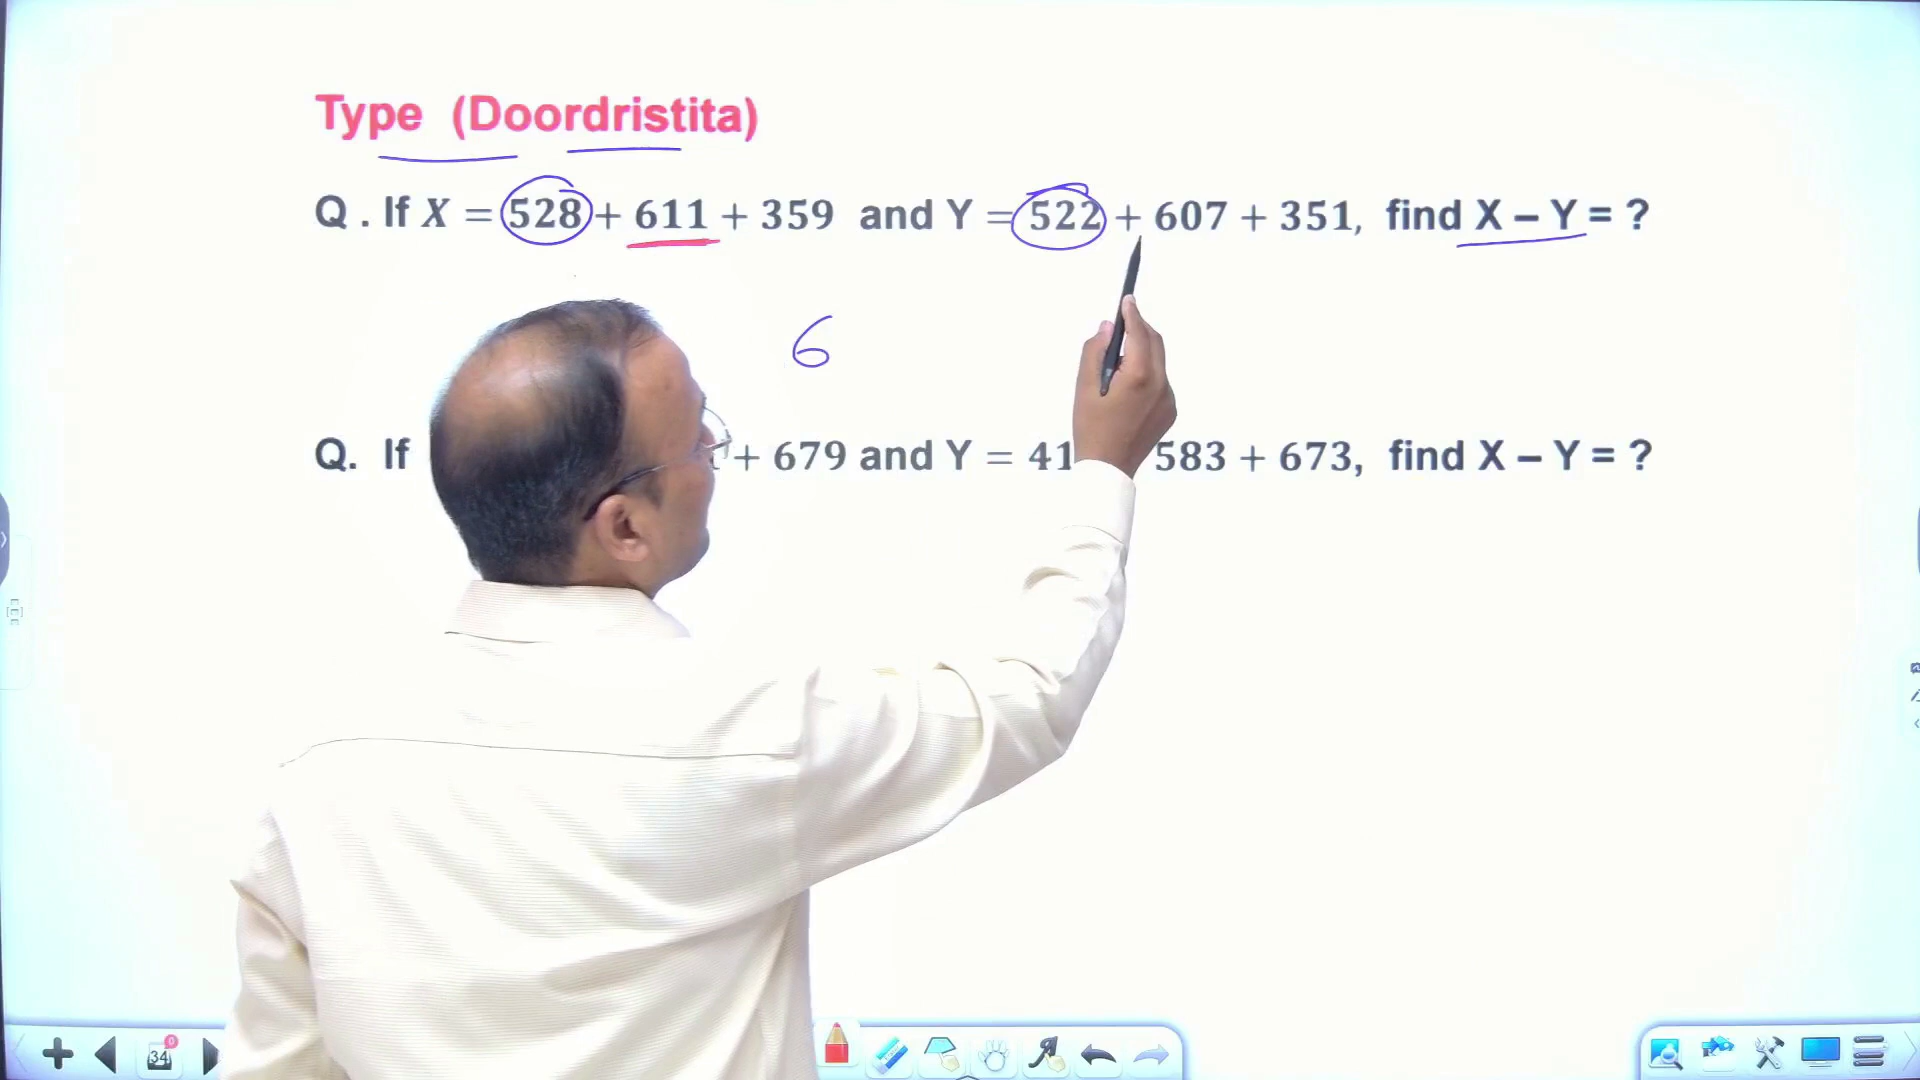 Type (Doordristita)
Q . If X = 528 + 611 + 359 and Y = 522 + 607 + 351, find X – Y = ?
6
Q. If + 679 and Y = 41 583 + 673, find X – Y = ?
34
0